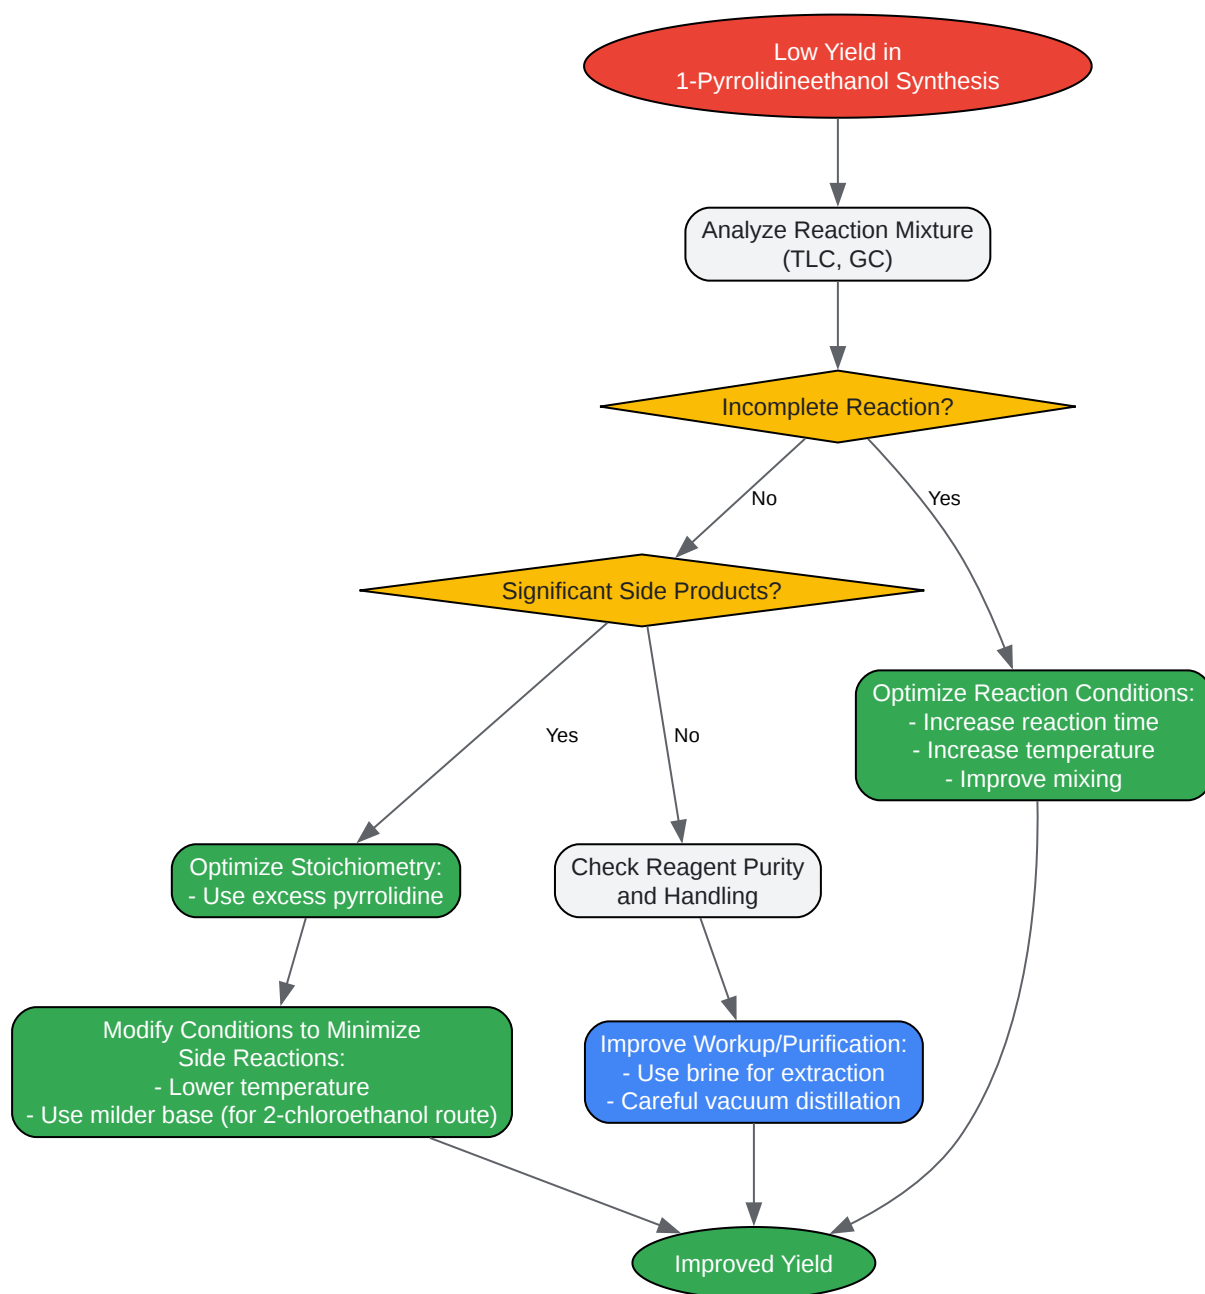 Low Yield in
1-Pyrrolidineethanol Synthesis
Analyze Reaction Mixture
(TLC, GC)
Incomplete Reaction?
No
Yes
Significant Side Products?
Optimize Reaction Conditions:
- Increase reaction time
- Increase temperature
- Improve mixing
Yes
No
Optimize Stoichiometry:
- Use excess pyrrolidine
Check Reagent Purity
and Handling
Modify Conditions to Minimize
Side Reactions:
- Lower temperature
- Use milder base (for 2-chloroethanol route)
Improve Workup/Purification:
- Use brine for extraction
- Careful vacuum distillation
Improved Yield